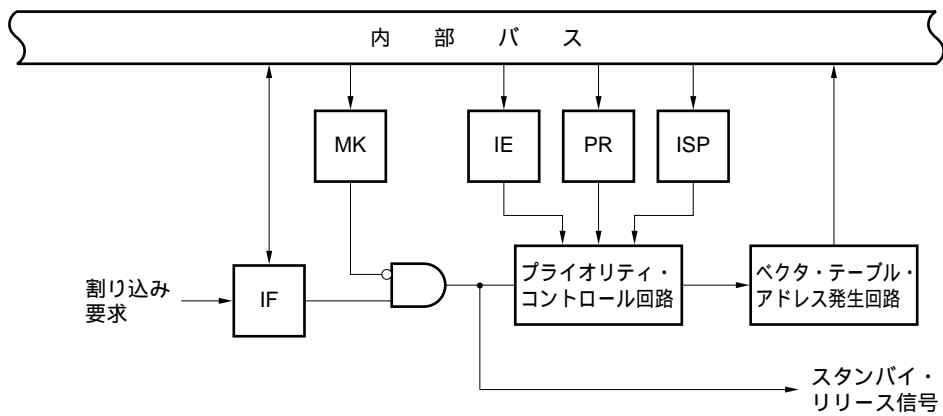 内部バス
MK
IE
PR
ISP
割り込み
要求
IF
プライオリティ・
コントロール回路
ベクタ・テーブル・
アドレス発生回路
スタンバイ・
リリース信号